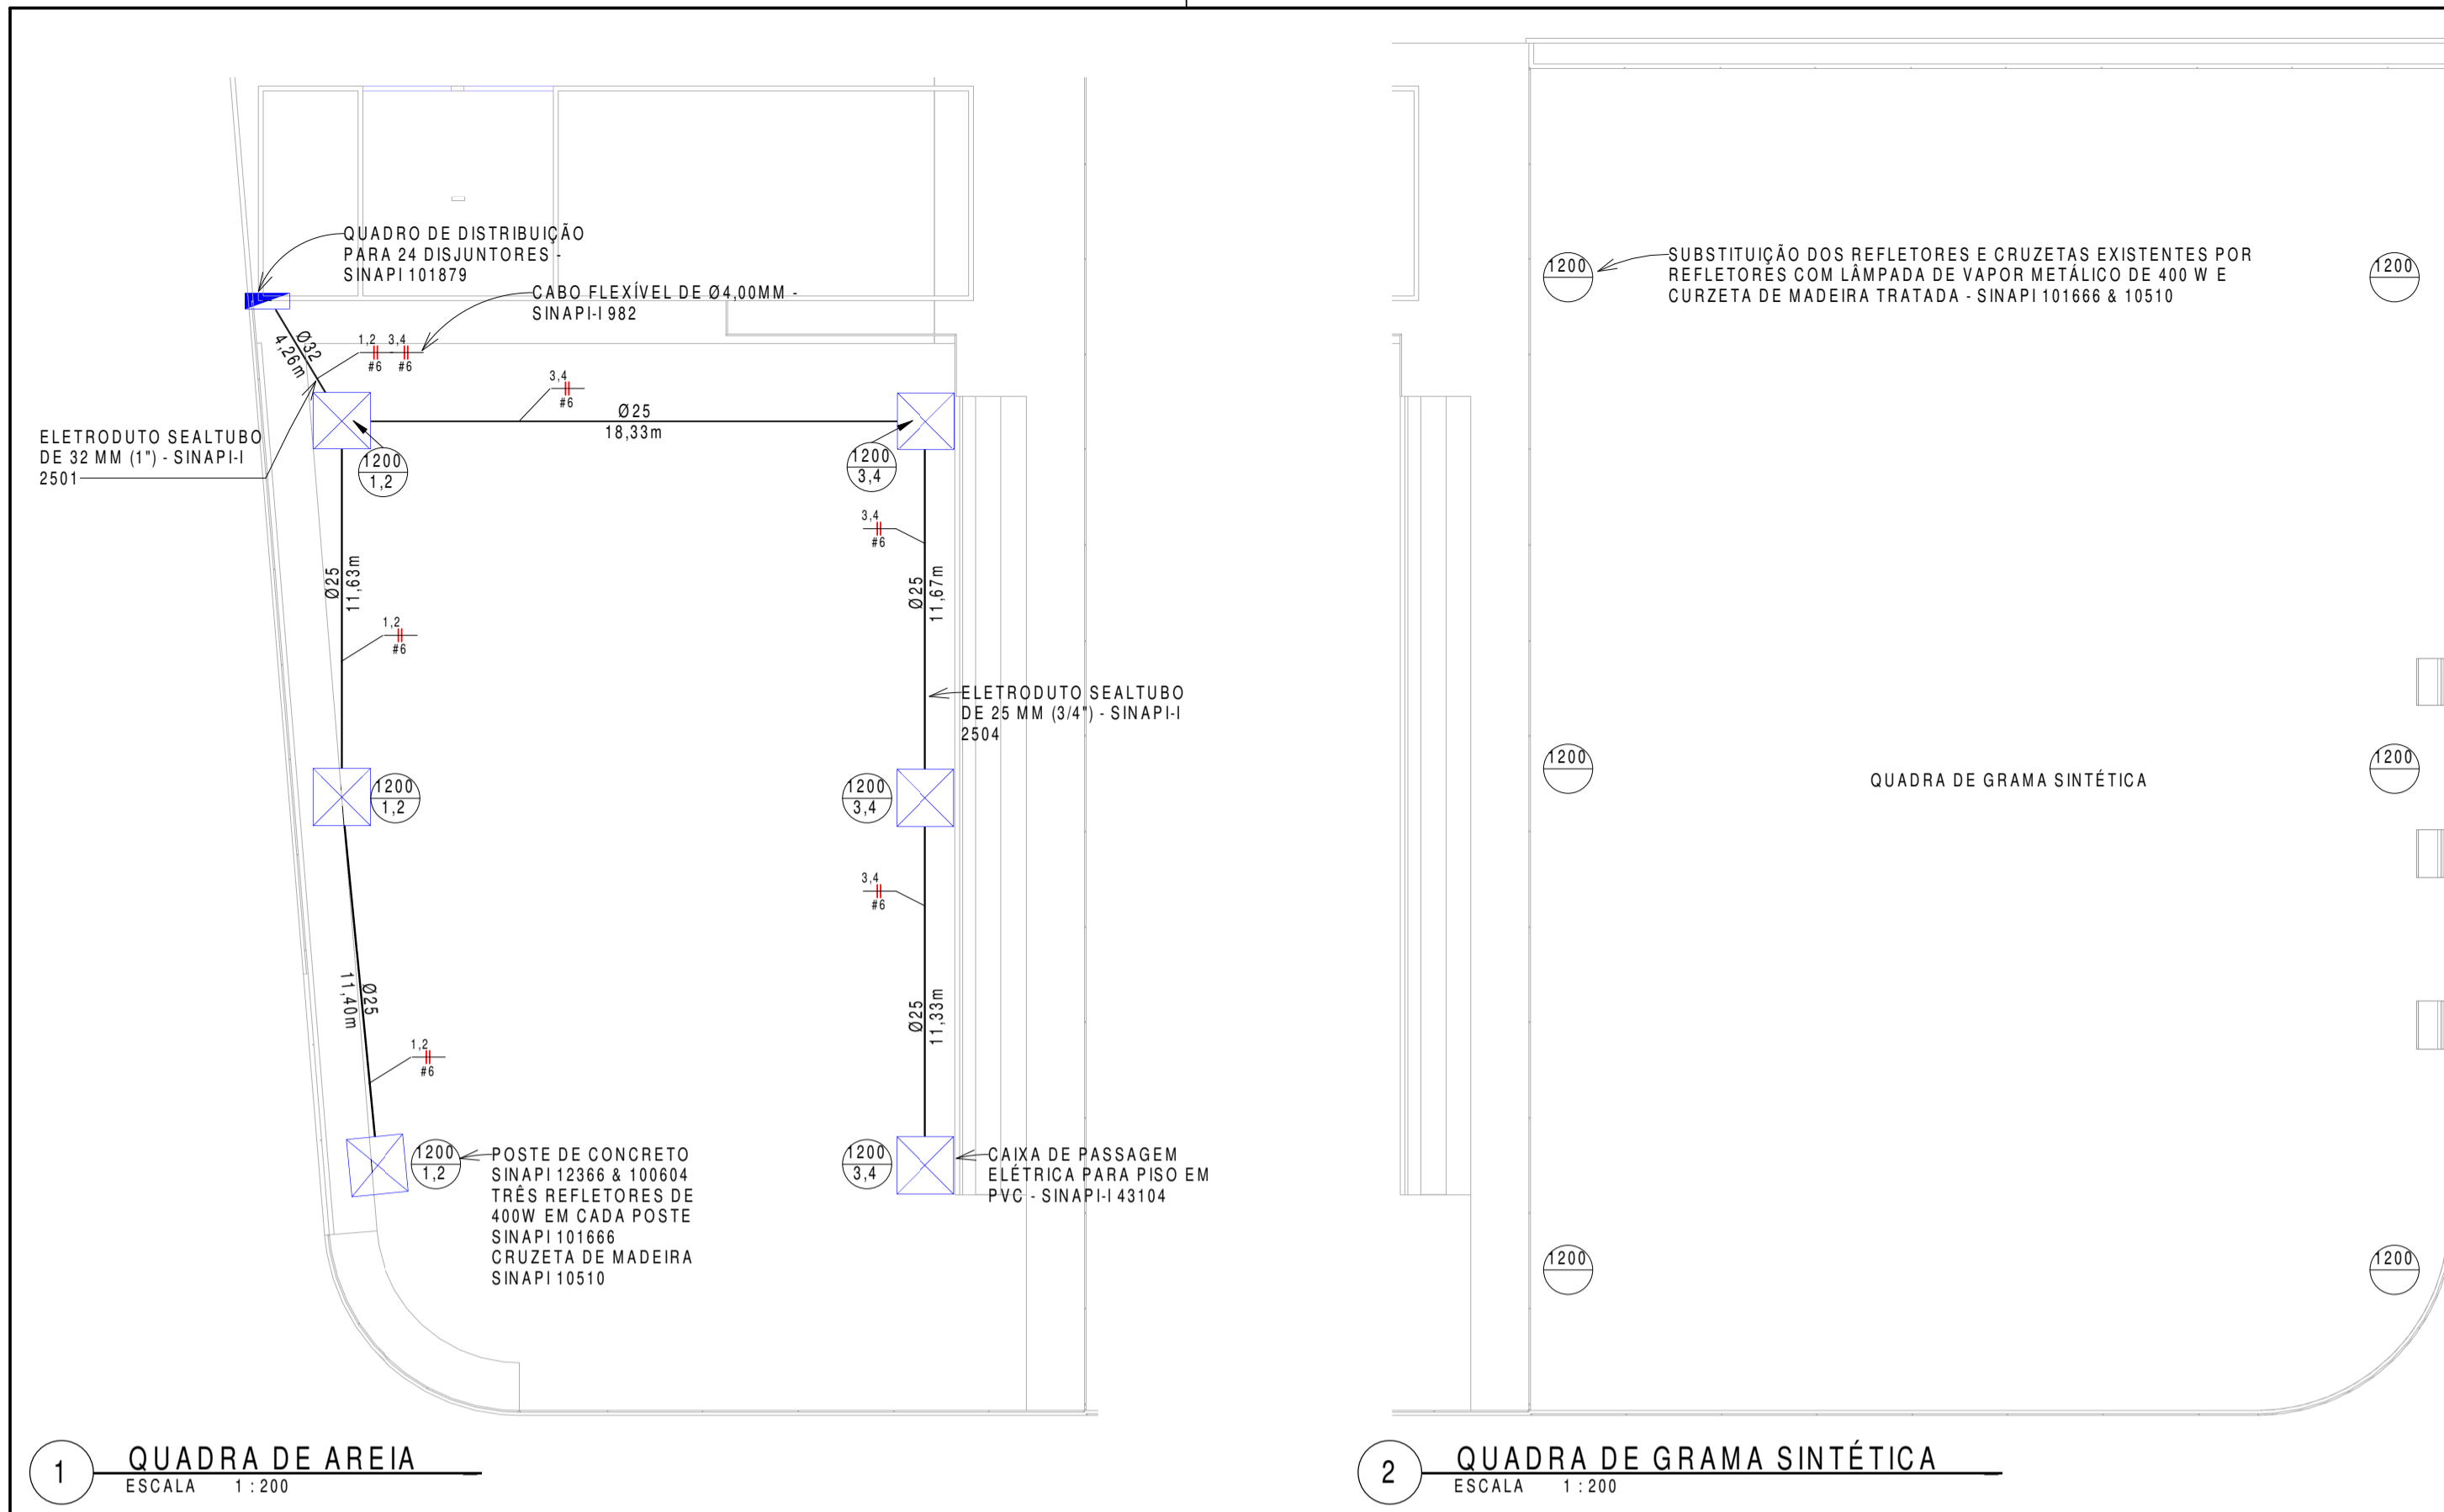 QUADRO DE DISTRIBUIÇÃO
PARA 24 DISJUNTORES -
SINAPI 101879
CABO FLEXÍVEL DE Ø4,00MM -
SINAPI-I 982
Ø32
4,26m
1,2
#6
3,4
#6
3,4
#6
Ø25
18,33m
ELETRODUTO SEALTUBO
DE 32 MM (1") - SINAPI-I
2501
1200
1,2
1200
3,4
3,4
#6
Ø25
11,63m
Ø25
11,67m
1,2
#6
ELETRODUTO SEALTUBO
DE 25 MM (3/4") - SINAPI-I
2504
1200
1,2
1200
3,4
3,4
#6
Ø25
11,40m
Ø25
11,33m
1,2
#6
1200
1,2
POSTE DE CONCRETO
SINAPI 12366 & 100604
TRÊS REFLETORES DE
400W EM CADA POSTE
SINAPI 101666
CRUZETA DE MADEIRA
SINAPI 10510
1200
3,4
CAIXA DE PASSAGEM
ELÉTRICA PARA PISO EM
PVC - SINAPI-I 43104
1
QUADRA DE AREIA
ESCALA 1 : 200
1200
SUBSTITUIÇÃO DOS REFLETORES E CRUZETAS EXISTENTES POR
REFLETORES COM LÂMPADA DE VAPOR METÁLICO DE 400 W E
CURZETA DE MADEIRA TRATADA - SINAPI 101666 & 10510
1200
1200
QUADRA DE GRAMA SINTÉTICA
1200
1200
1200
2
QUADRA DE GRAMA SINTÉTICA
ESCALA 1 : 200